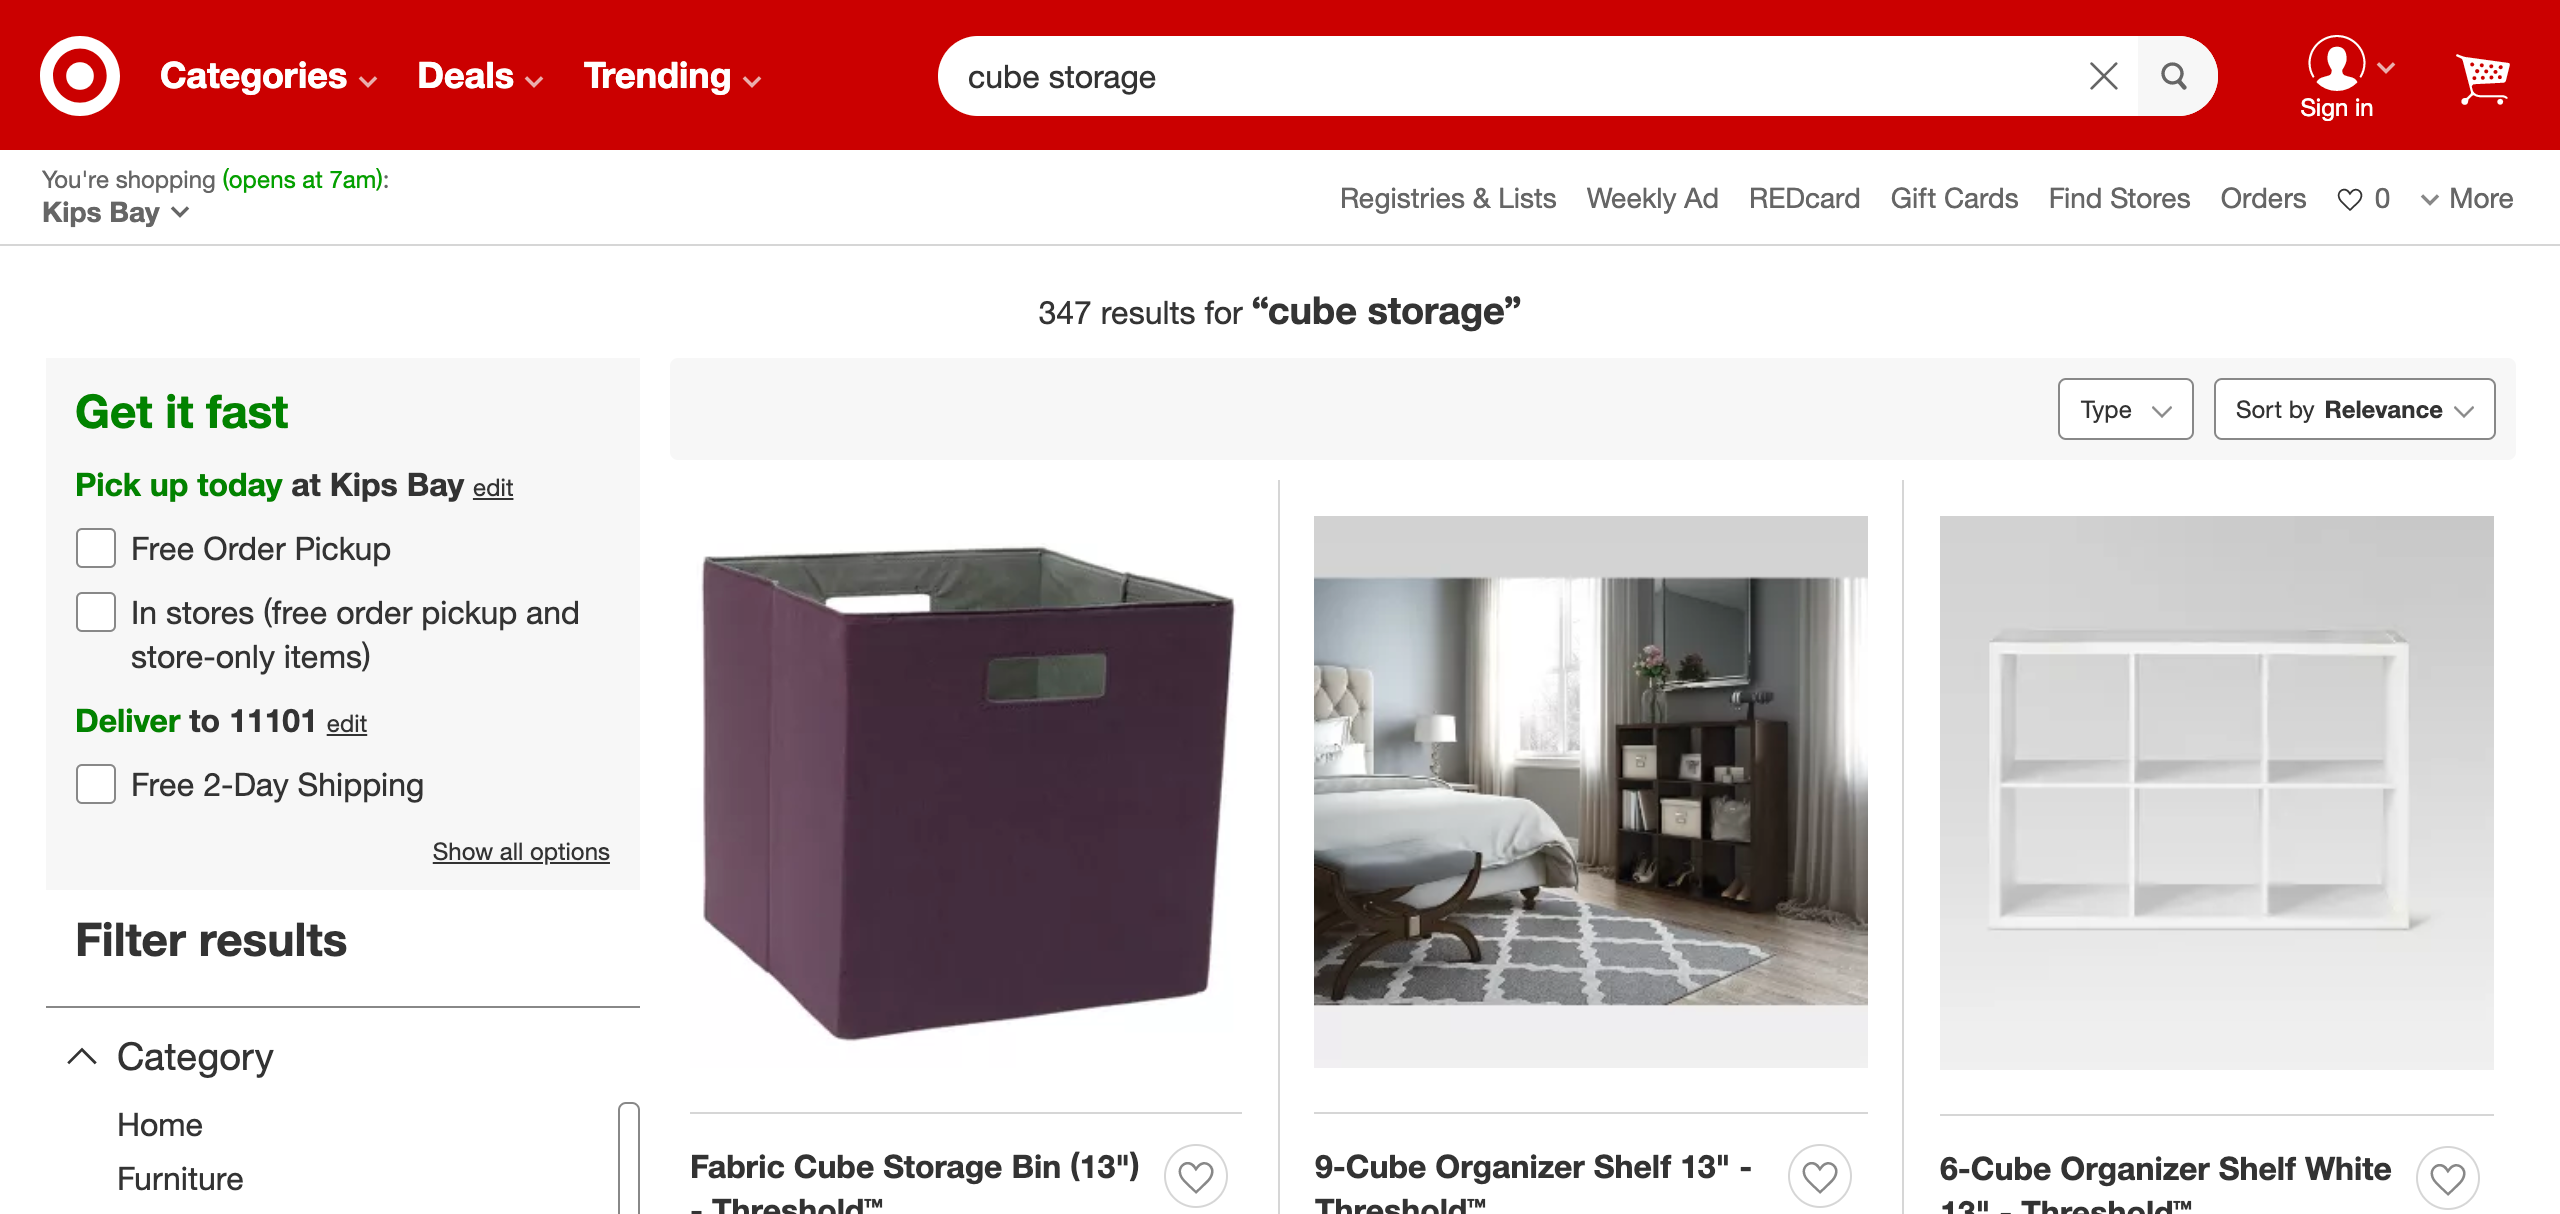 Categories Deals Trending
cube storage
Sign in
You're shopping (opens at 7am):
Kips Bay
Registries & Lists Weekly Ad REDcard Gift Cards Find Stores Orders 0 More
347 results for “cube storage”
Get it fast
Pick up today at Kips Bay edit
Free Order Pickup
In stores (free order pickup and
store-only items)
Deliver to 11101 edit
Free 2-Day Shipping
Show all options
Filter results
Category
Home
Furniture
Type
Sort by Relevance
Fabric Cube Storage Bin (13")
- Threshold™
9-Cube Organizer Shelf 13" -
Threshold™
6-Cube Organizer Shelf White
13" - Threshold™